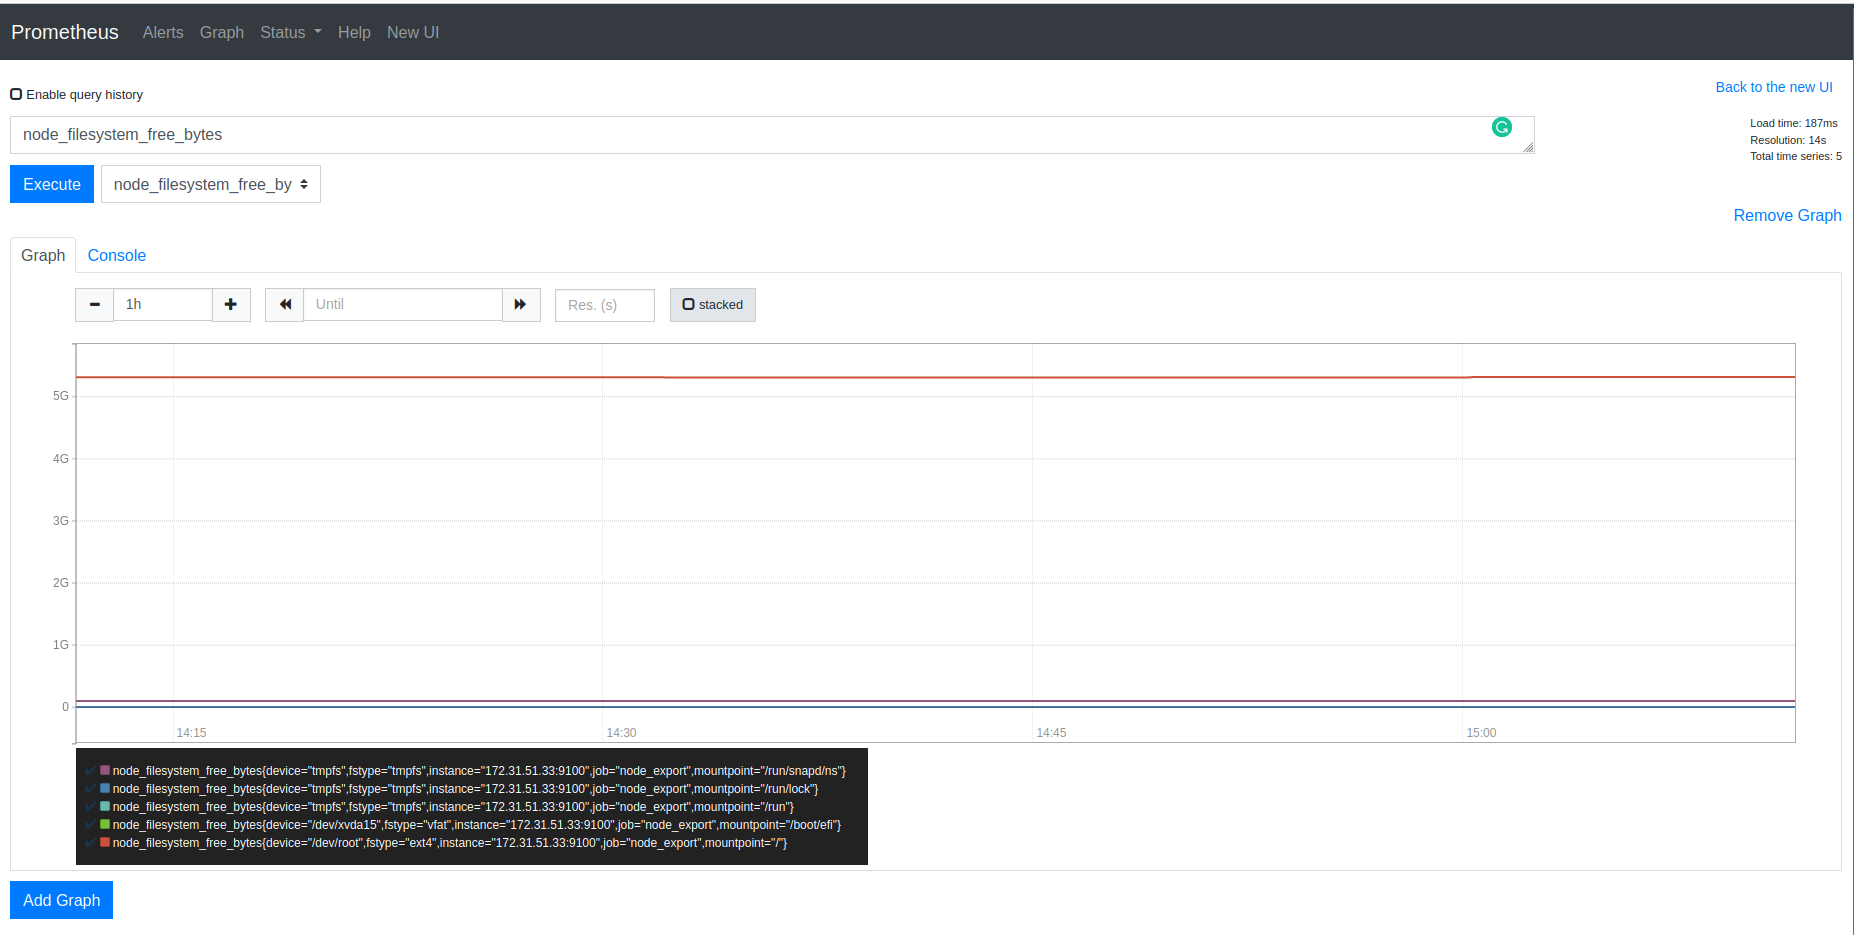 Prometheus Alerts Graph Status Help New UI
Enable query history
Back to the new UI
node_filesystem_free_bytes
Load time: 187ms
Resolution: 14s
Total time series: 5
Execute node_filesystem_free_by
Remove Graph
Graph Console
1h Until Res. (s) stacked
5G
4G
3G
2G
1G
0
14:15 14:30 14:45 15:00
node_filesystem_free_bytes{device="tmpfs",fstype="tmpfs",instance="172.31.51.33:9100",job="node_export",mountpoint="/run/snapd/ns"}
node_filesystem_free_bytes{device="tmpfs",fstype="tmpfs",instance="172.31.51.33:9100",job="node_export",mountpoint="/run/lock"}
node_filesystem_free_bytes{device="tmpfs",fstype="tmpfs",instance="172.31.51.33:9100",job="node_export",mountpoint="/run"}
node_filesystem_free_bytes{device="/dev/xvda15",fstype="vfat",instance="172.31.51.33:9100",job="node_export",mountpoint="/boot/efi"}
node_filesystem_free_bytes{device="/dev/root",fstype="ext4",instance="172.31.51.33:9100",job="node_export",mountpoint="/"}
Add Graph